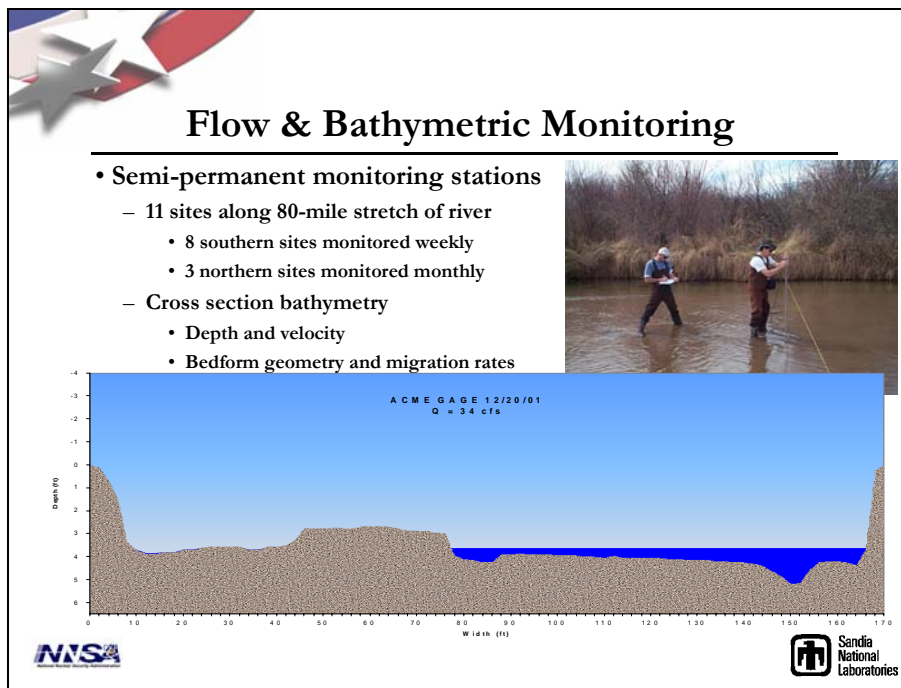 Flow & Bathymetric Monitoring
• Semi-permanent monitoring stations
– 11 sites along 80-mile stretch of river
• 8 southern sites monitored weekly
• 3 northern sites monitored monthly
– Cross section bathymetry
• Depth and velocity
• Bedform geometry and migration rates
ACME GAGE 12/20/01
Q = 34 cfs
-4
-3
-2
-1
0
1
2
3
4
5
6
Depth (ft)
0 10 20 30 40 50 60 70 80 90 100 110 120 130 140 150 160 170
Width (ft)
NNSA
National Nuclear Security Administration
Sandia
National
Laboratories